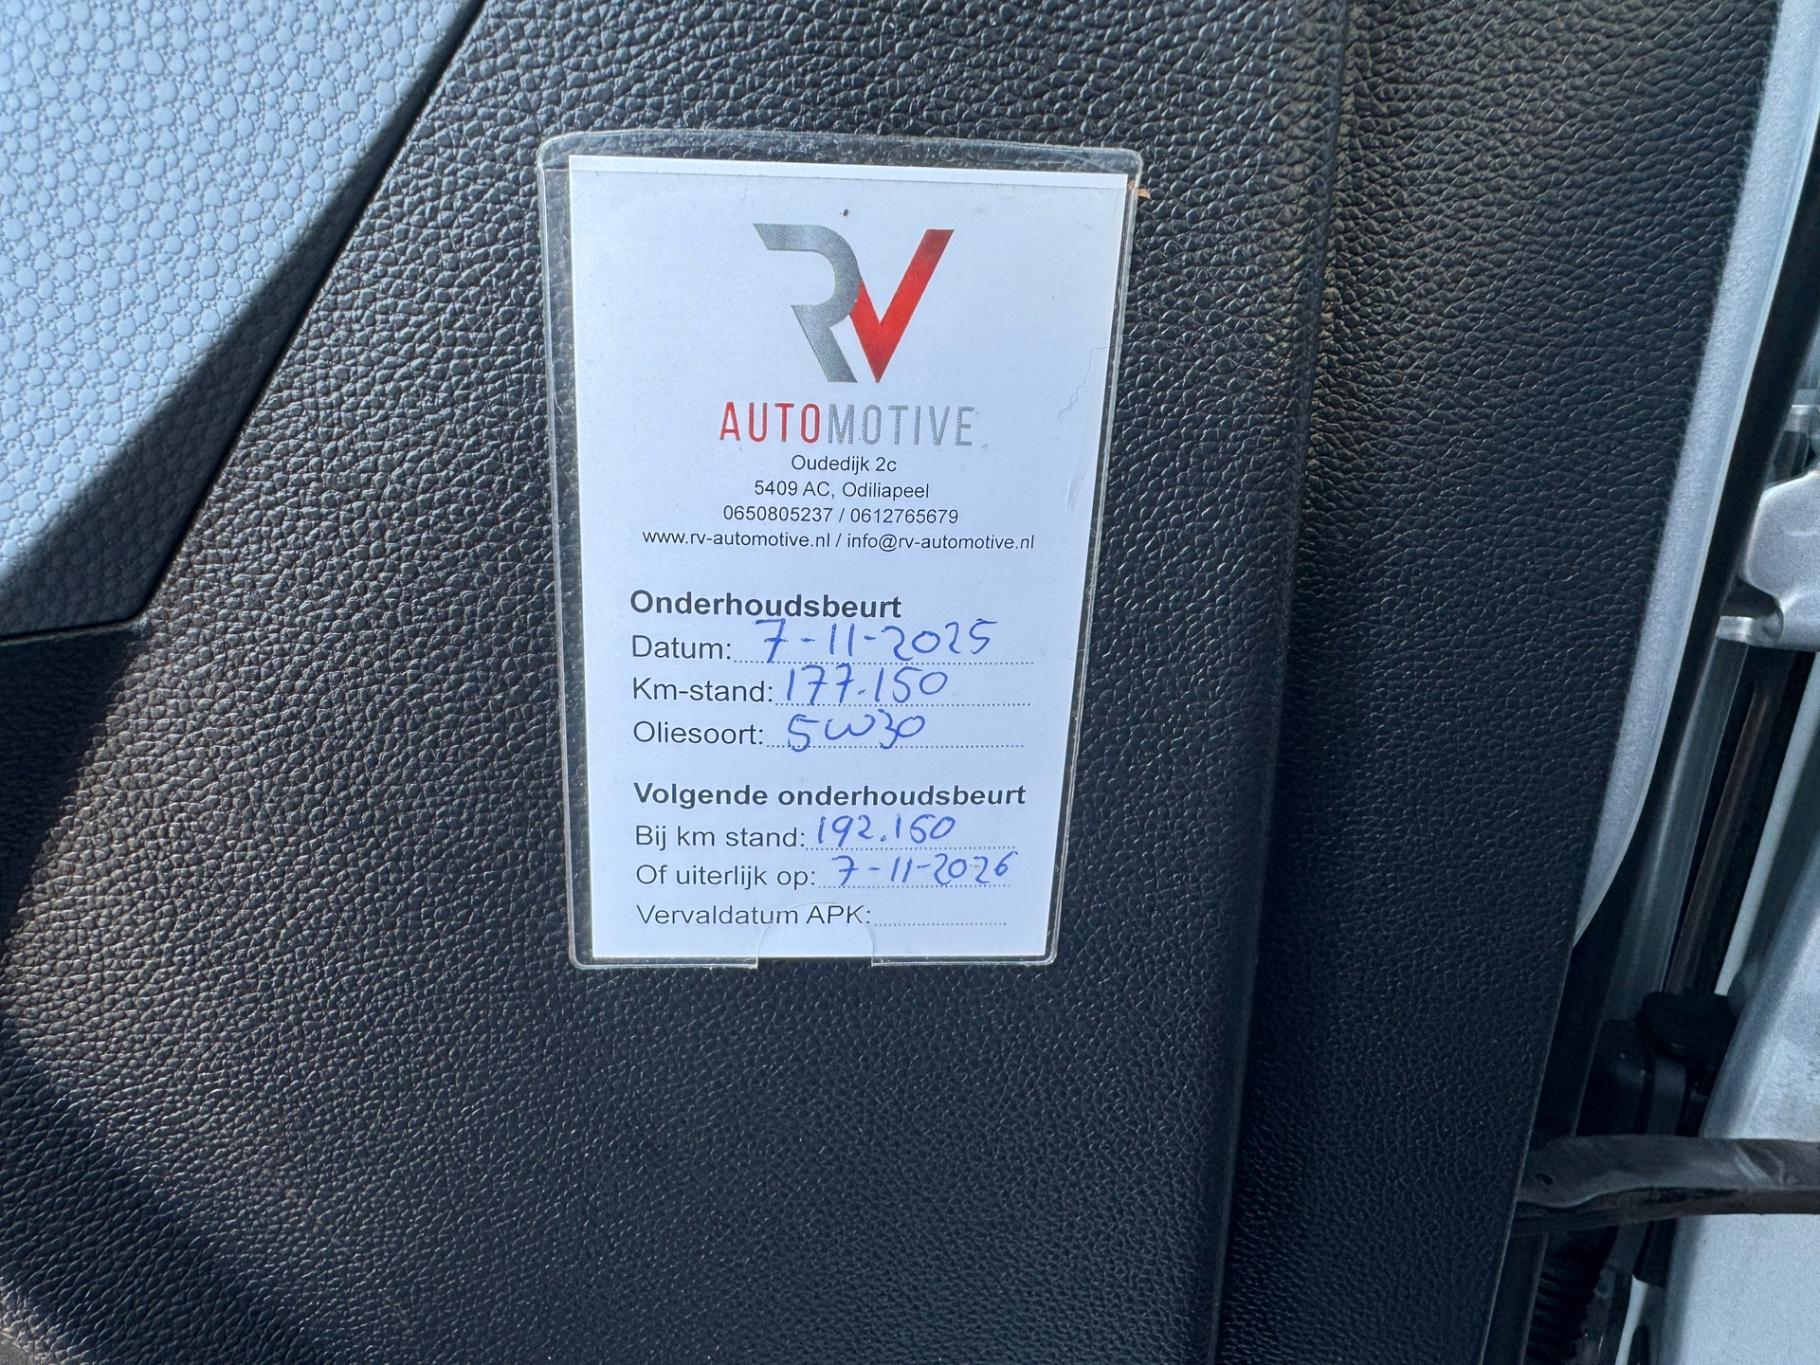 RV
AUTOMOTIVE
Oudedijk 2c
5409 AC, Odiliapeel
0650805237 / 0612765679
www.rv-automotive.nl / info@rv-automotive.nl
Onderhoudsbeurt
Datum: 7-11-2025
Km-stand: 177.150
Oliesoort: 5W30
Volgende onderhoudsbeurt
Bij km stand: 192.150
Of uiterlijk op: 7-11-2026
Vervaldatum APK: